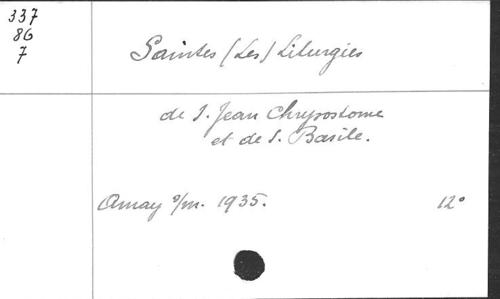 337
86
7
Saintes (Les) Liturgies
de S. Jean Chrysostome
et de S. Basile.
Amay s/m. 1935. 12°